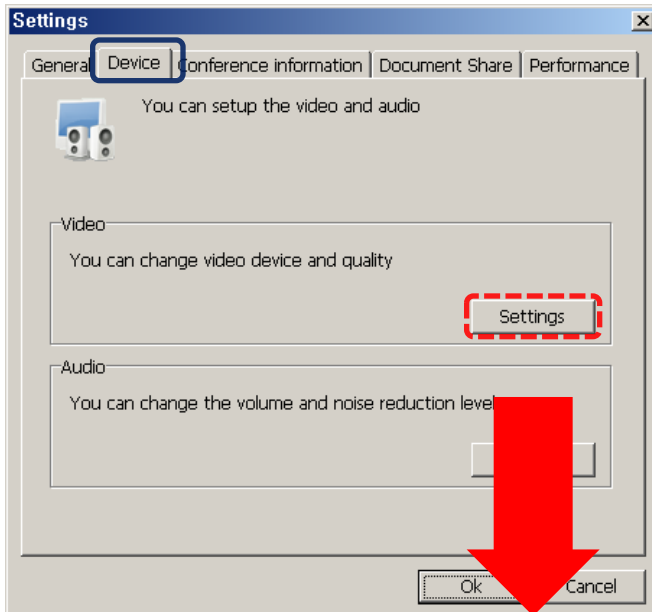 Settings
General Device Conference information Document Share Performance
You can setup the video and audio
Video
You can change video device and quality
Settings
Audio
You can change the volume and noise reduction level
Ok Cancel